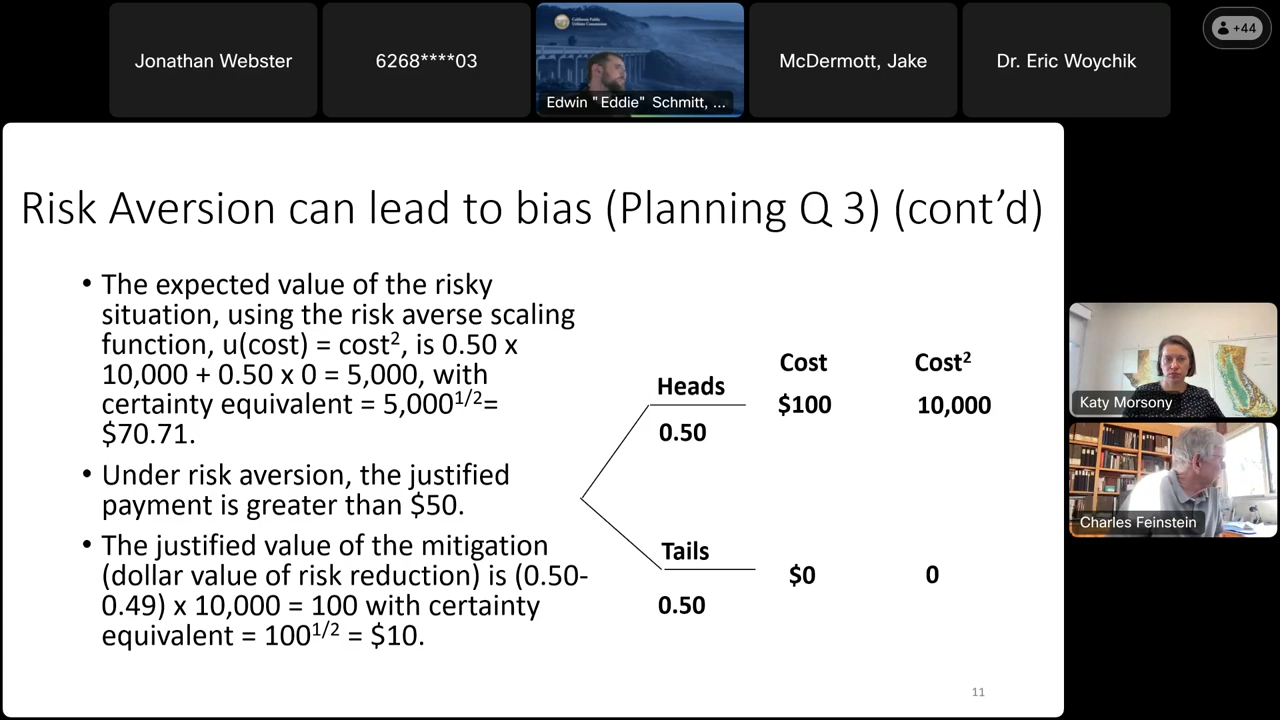 Jonathan Webster
6268****03
California Public
Utilities Commission
Edwin "Eddie" Schmitt, ...
McDermott, Jake
Dr. Eric Woychik
+44
Risk Aversion can lead to bias (Planning Q 3) (cont’d)
• The expected value of the risky
situation, using the risk averse scaling
function, u(cost) = cost², is 0.50 x
10,000 + 0.50 x 0 = 5,000, with
certainty equivalent = 5,000^1/2=
$70.71.
• Under risk aversion, the justified
payment is greater than $50.
• The justified value of the mitigation
(dollar value of risk reduction) is (0.50-
0.49) x 10,000 = 100 with certainty
equivalent = 100^1/2 = $10.
Cost Cost²
Heads
$100 10,000
0.50
Tails
$0 0
0.50
11
Katy Morsony
Charles Feinstein